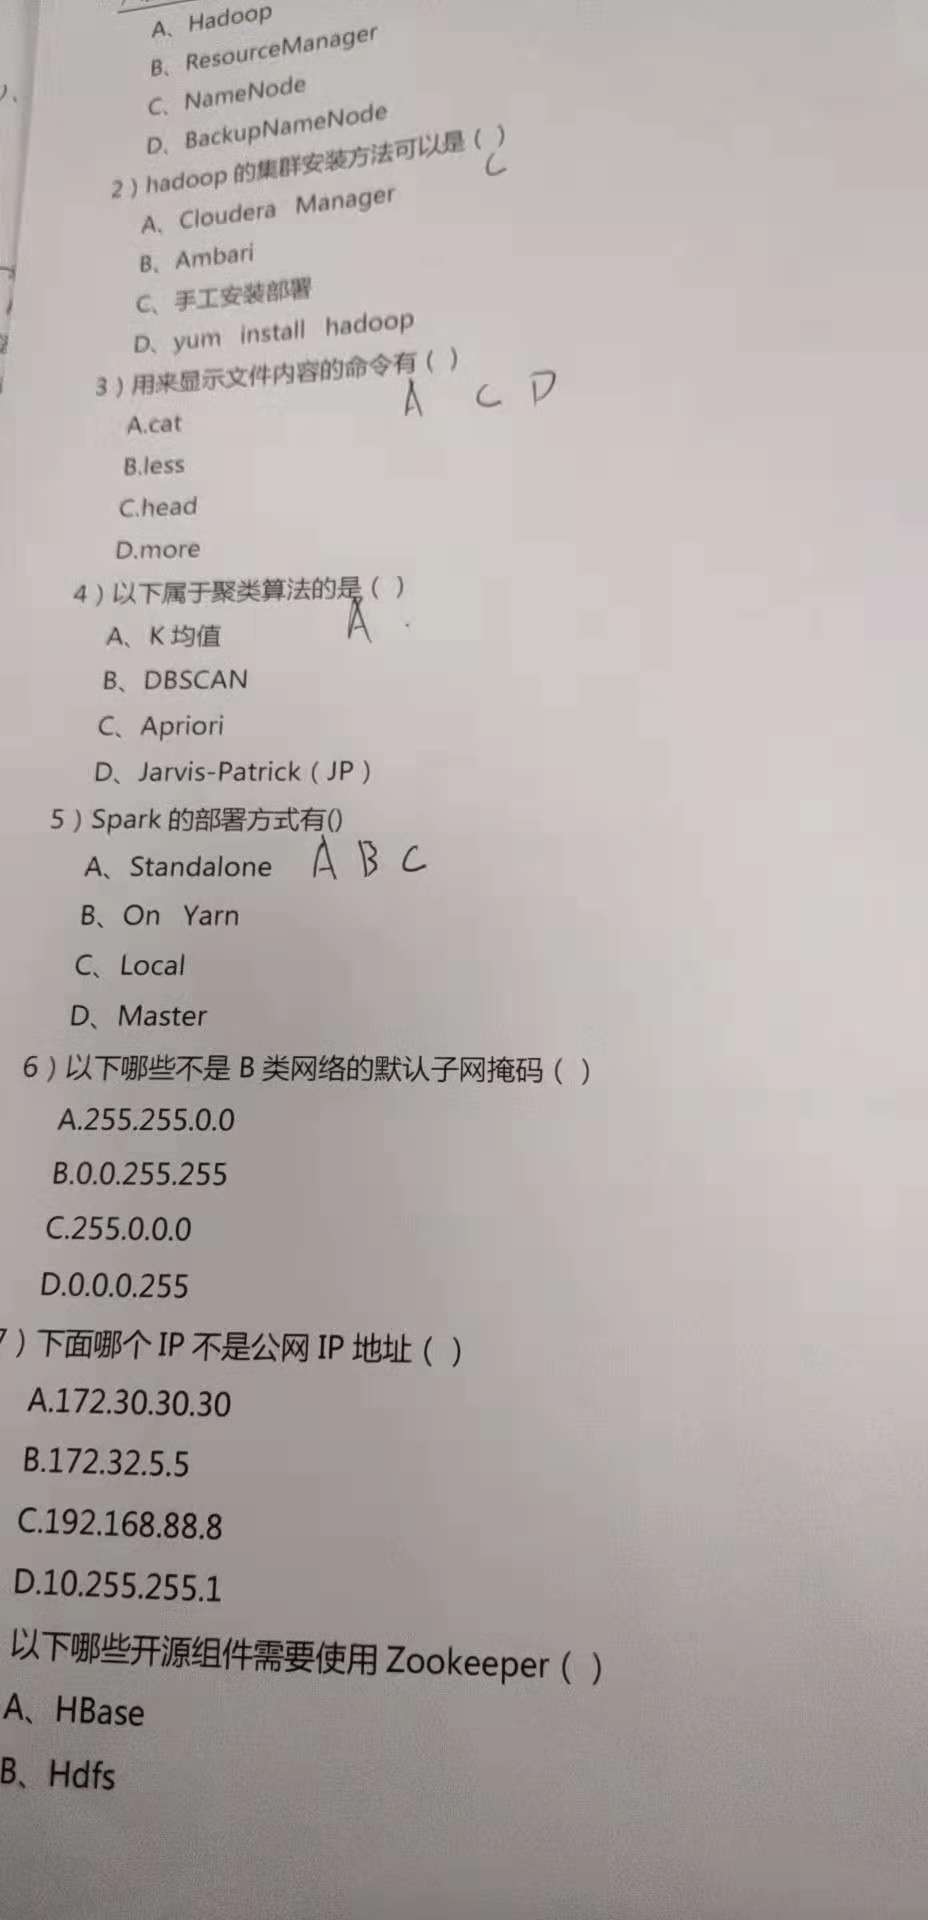 A、Hadoop
B、ResourceManager
C、NameNode
D、BackupNameNode
2）hadoop 的集群安装方法可以是（ ）
C
A、Cloudera Manager
B、Ambari
C、手工安装部署
D、yum install hadoop
3）用来显示文件内容的命令有（ ）
A C D
A.cat
B.less
C.head
D.more
4）以下属于聚类算法的是（ ）
A
A、K 均值
B、DBSCAN
C、Apriori
D、Jarvis-Patrick（JP）
5）Spark 的部署方式有()
A、Standalone A B C
B、On Yarn
C、Local
D、Master
6）以下哪些不是 B 类网络的默认子网掩码（ ）
A.255.255.0.0
B.0.0.255.255
C.255.0.0.0
D.0.0.0.255
7）下面哪个 IP 不是公网 IP 地址（ ）
A.172.30.30.30
B.172.32.5.5
C.192.168.88.8
D.10.255.255.1
以下哪些开源组件需要使用 Zookeeper（ ）
A、HBase
B、Hdfs